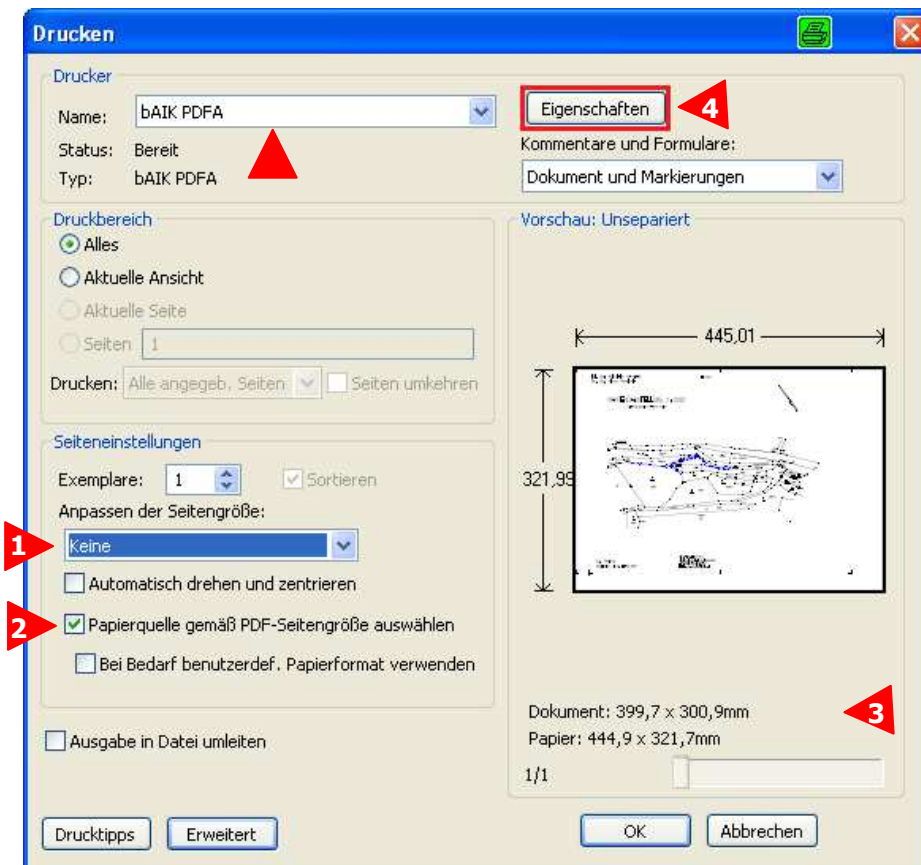 Drucken
Drucker
Name: bAIK PDFA
Eigenschaften
4
Status: Bereit
Kommentare und Formulare:
Typ: bAIK PDFA
Dokument und Markierungen
Druckbereich
Alles
Aktuelle Ansicht
Aktuelle Seite
Seiten 1
Drucken: Alle angegeb. Seiten Seiten umkehren
Seiteneinstellungen
Exemplare: 1 Sortieren
Anpassen der Seitengröße:
1 Keine
Automatisch drehen und zentrieren
2 Papierquelle gemäß PDF-Seitengröße auswählen
Bei Bedarf benutzerdef. Papierformat verwenden
Ausgabe in Datei umleiten
Drucktipps Erweitert
Vorschau: Unsepariert
445,01
321,99
Dokument: 399,7 x 300,9mm
3
Papier: 444,9 x 321,7mm
1/1
OK Abbrechen